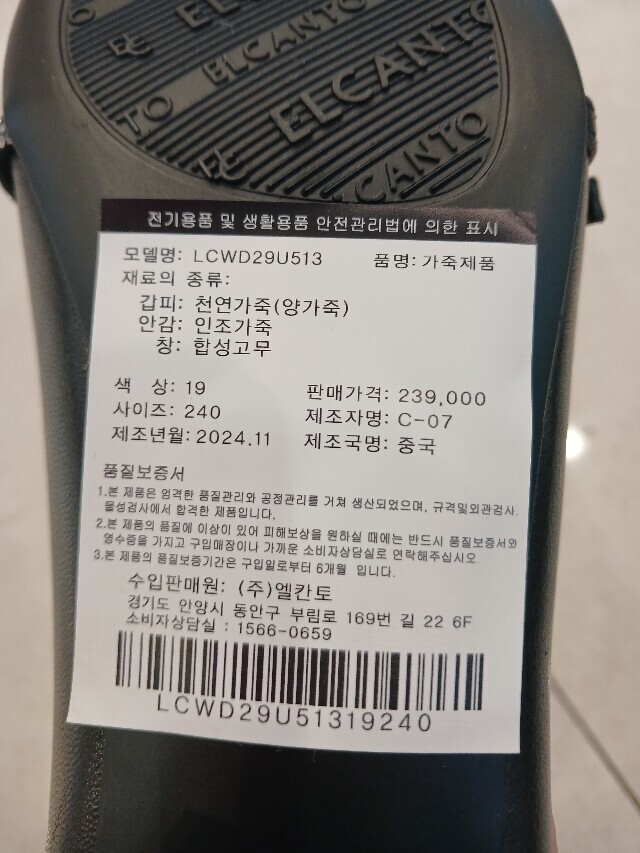 EC ELCANTO
TO ELCANTO
EC ELCANTO
CANTO
전기용품 및 생활용품 안전관리법에 의한 표시
모델명: LCWD29U513 품명: 가죽제품
재료의 종류:
갑피: 천연가죽(양가죽)
안감: 인조가죽
창: 합성고무
색 상: 19 판매가격: 239,000
사이즈: 240 제조자명: C-07
제조년월: 2024.11 제조국명: 중국
품질보증서
1.본 제품은 엄격한 품질관리와 공정관리를 거쳐 생산되었으며, 규격및외관검사.
물성검사에서 합격한 제품입니다.
2.본 제품의 품질에 이상이 있어 피해보상을 원하실 때에는 반드시 품질보증서와
영수증을 가지고 구입매장이나 가까운 소비자상담실로 연락해주십시오
3.본 제품의 품질보증기간은 구입일로부터 6개월 입니다.
수입판매원: (주)엘칸토
경기도 안양시 동안구 부림로 169번 길 22 6F
소비자상담실 : 1566-0659
LCWD29U51319240